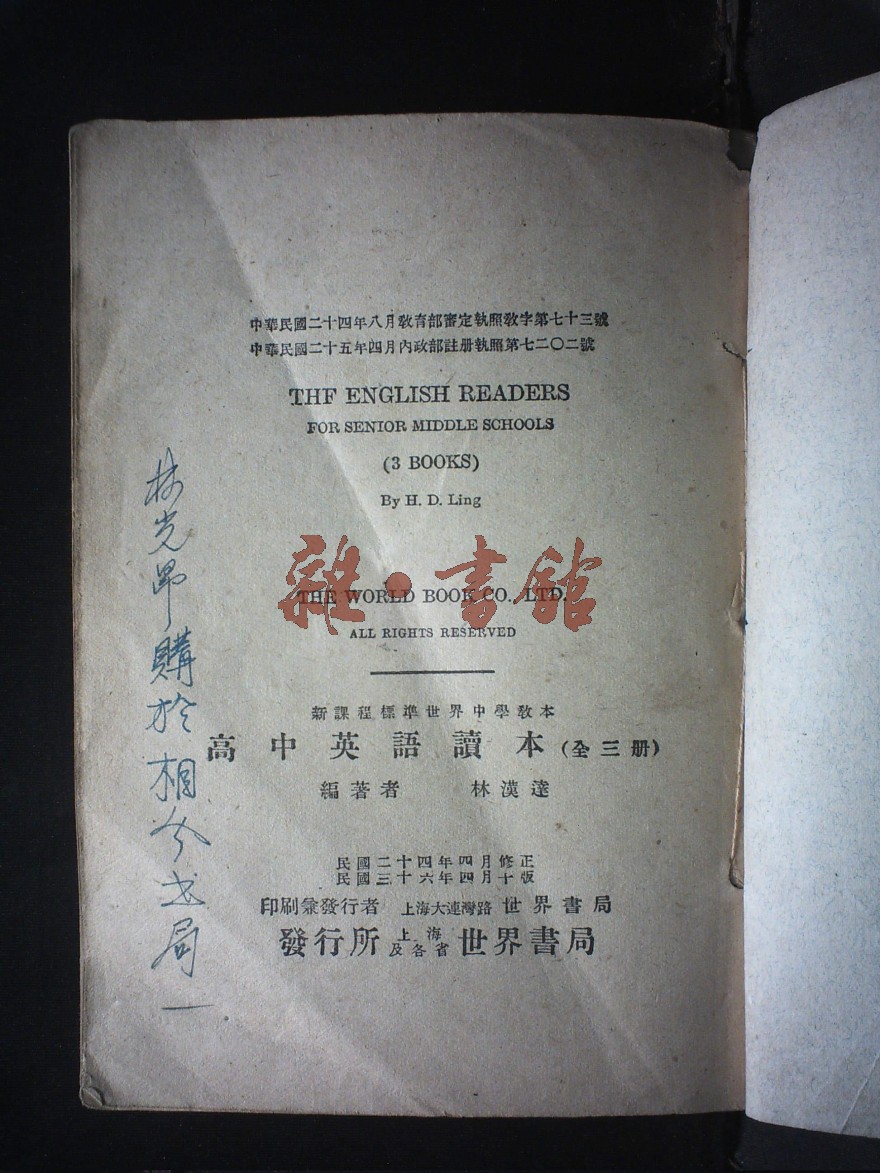 中華民國二十四年八月教育部審定執照教字第七十三號
中華民國二十五年四月內政部註册執照第七二〇二號
THF ENGLISH READERS
FOR SENIOR MIDDLE SCHOOLS
(3 BOOKS)
By H. D. Ling
雜·書館
THE WORLD BOOK CO., LTD.
ALL RIGHTS RESERVED
新課程標準世界中學教本
高中英語讀本(全三册)
編著者 林漢達
民國二十四年四月修正
民國三十六年四月十版
印刷兼發行者 上海大連灣路 世界書局
發行所 上海及各省 世界書局
林光 購於相 书局